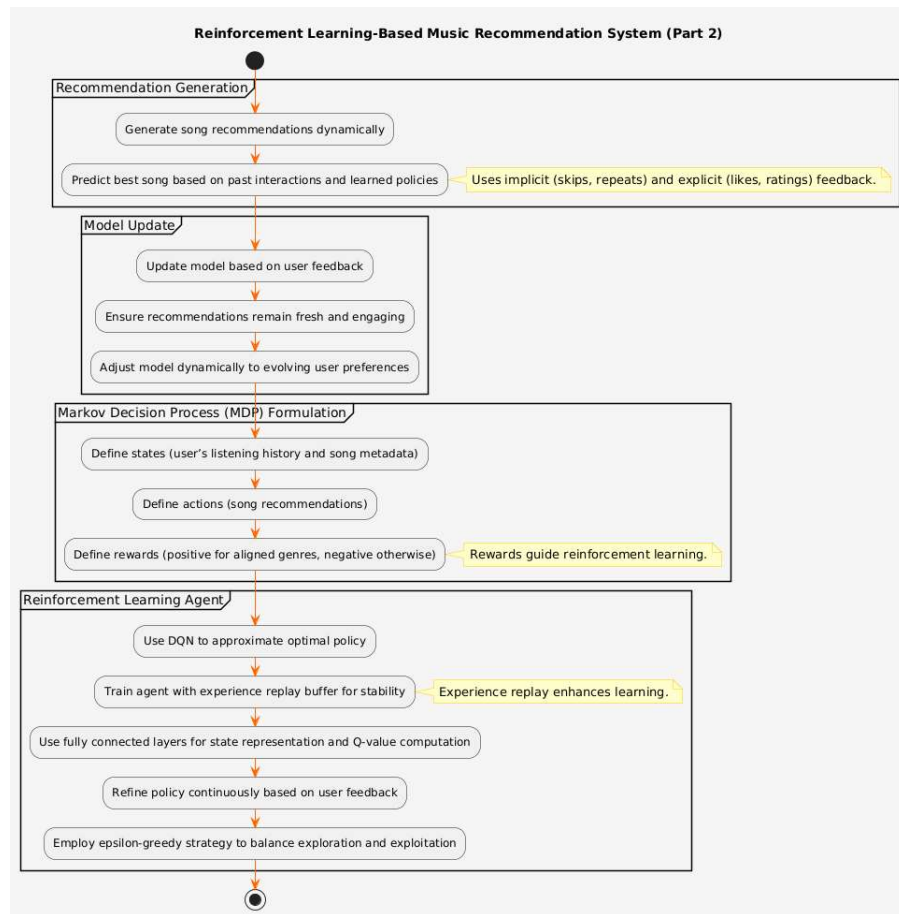 Reinforcement Learning-Based Music Recommendation System (Part 2)
Recommendation Generation
Generate song recommendations dynamically
Predict best song based on past interactions and learned policies
Uses implicit (skips, repeats) and explicit (likes, ratings) feedback.
Model Update
Update model based on user feedback
Ensure recommendations remain fresh and engaging
Adjust model dynamically to evolving user preferences
Markov Decision Process (MDP) Formulation
Define states (user's listening history and song metadata)
Define actions (song recommendations)
Define rewards (positive for aligned genres, negative otherwise)
Rewards guide reinforcement learning.
Reinforcement Learning Agent
Use DQN to approximate optimal policy
Train agent with experience replay buffer for stability
Experience replay enhances learning.
Use fully connected layers for state representation and Q-value computation
Refine policy continuously based on user feedback
Employ epsilon-greedy strategy to balance exploration and exploitation